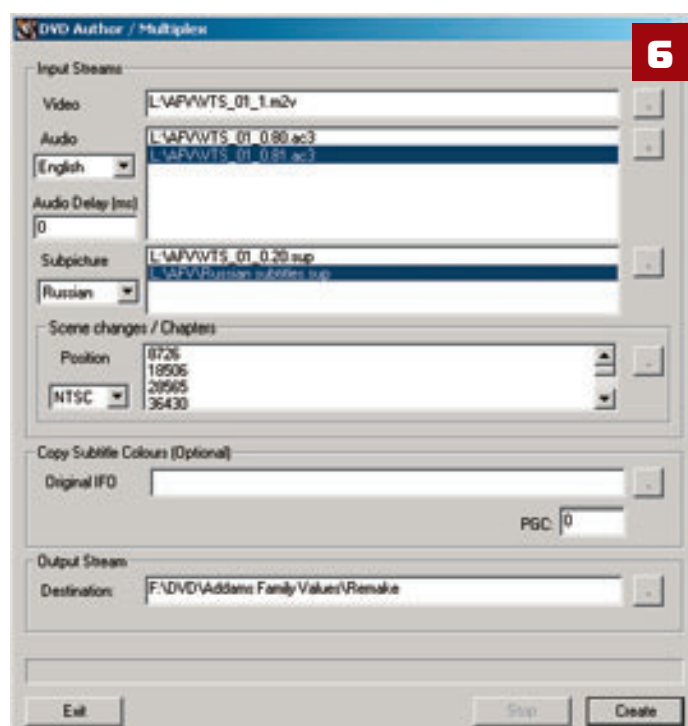 DVD Author / Multiplex
6
Input Streams
Video
L:\AFV\VTS_01_1.m2v
Audio
L:\AFV\VTS_01_0.80.ac3
L:\AFV\VTS_01_0.81.ac3
English
Audio Delay (ms)
0
Subpicture
L:\AFV\VTS_01_0.20.sup
L:\AFV\Russian subtitles.sup
Russian
Scene changes / Chapters
Position
8726
18506
28565
36430
NTSC
Copy Subtitle Colours (Optional)
Original IFO
PGC:
0
Output Stream
Destination:
F:\DVD\Addams Family Values\Remake
Exit
Stop
Create